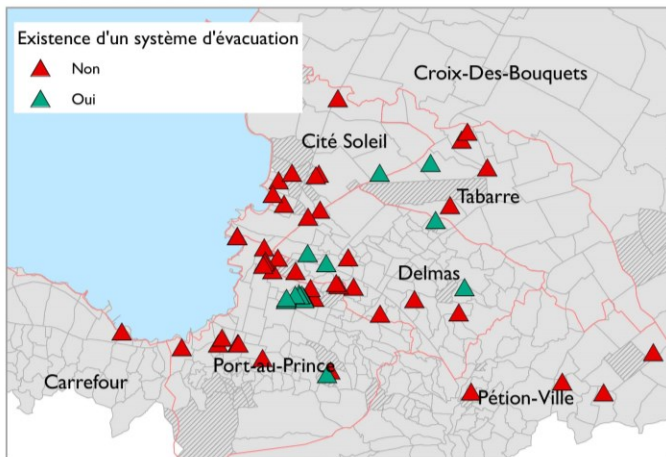 Existence d'un système d'évacuation
Non
Oui
Croix-Des-Bouquets
Cité Soleil
Tabarre
Delmas
Port-au-Prince
Carrefour
Pétion-Ville